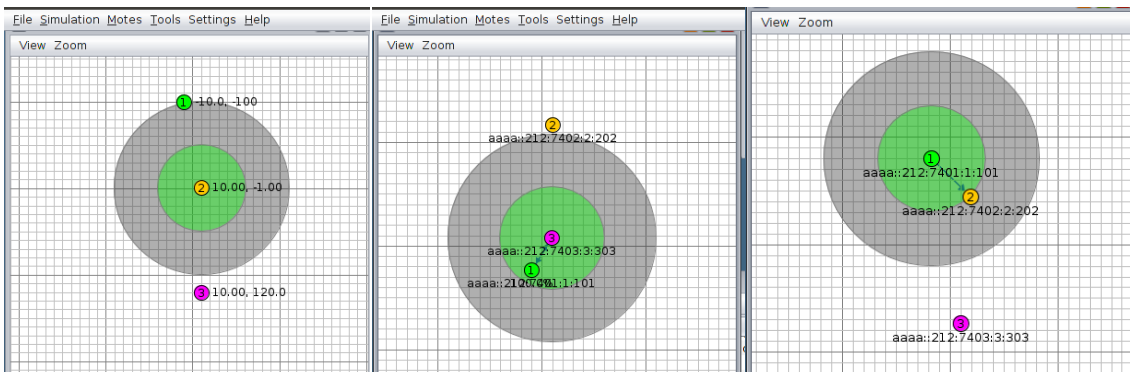 File Simulation Motes Tools Settings Help
View Zoom
1 -10.0, -100
2 10.00, -1.00
3 10.00, 120.0
File Simulation Motes Tools Settings Help
View Zoom
2
aaaa::212:7402:2:202
3
aaaa::212:7403:3:303
1
View Zoom
1
aaaa::212:7401:1:101
2
aaaa::212:7402:2:202
3
aaaa::212:7403:3:303